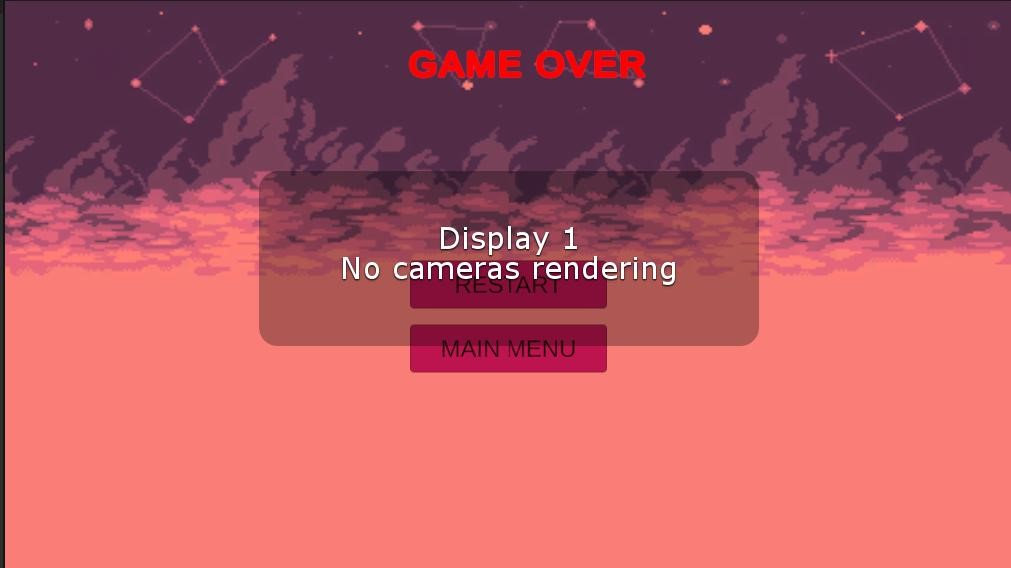 GAME OVER
Display 1
No cameras rendering
RESTART
MAIN MENU